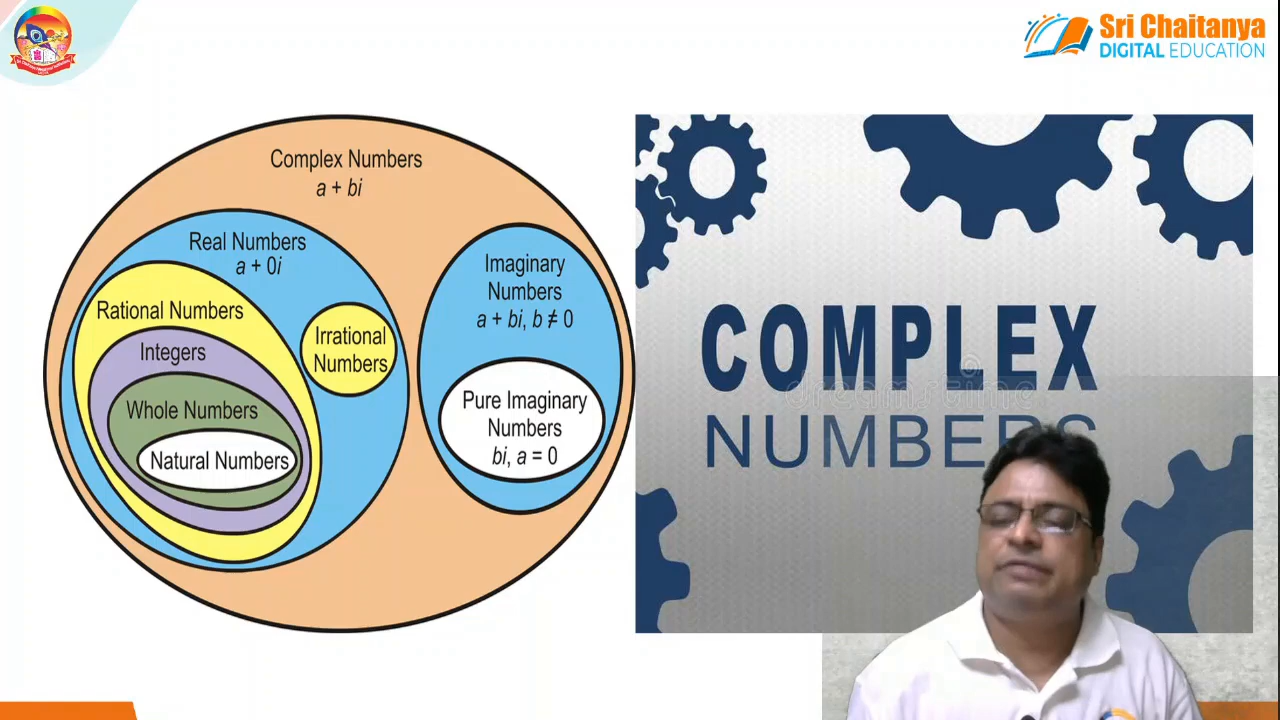 Sri Chaitanya
DIGITAL EDUCATION
Complex Numbers
a + bi
Real Numbers
a + 0i
Rational Numbers
Integers
Whole Numbers
Natural Numbers
Irrational
Numbers
Imaginary
Numbers
a + bi, b ≠ 0
Pure Imaginary
Numbers
bi, a = 0
COMPLEX
NUMBERS
dreamstime